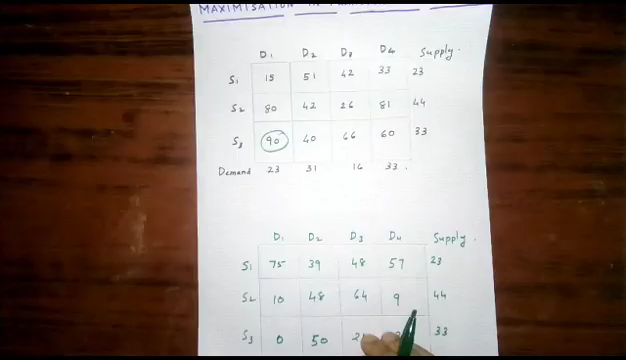 MAXIMISATION
D1 D2 D3 D4 Supply.
S1 15 51 42 33 23
S2 80 42 26 81 44
S3 90 40 66 60 33
Demand 23 31 16 33.
D1 D2 D3 D4 Supply.
S1 75 39 48 57 23
S2 10 48 64 9 44
S3 0 50 33